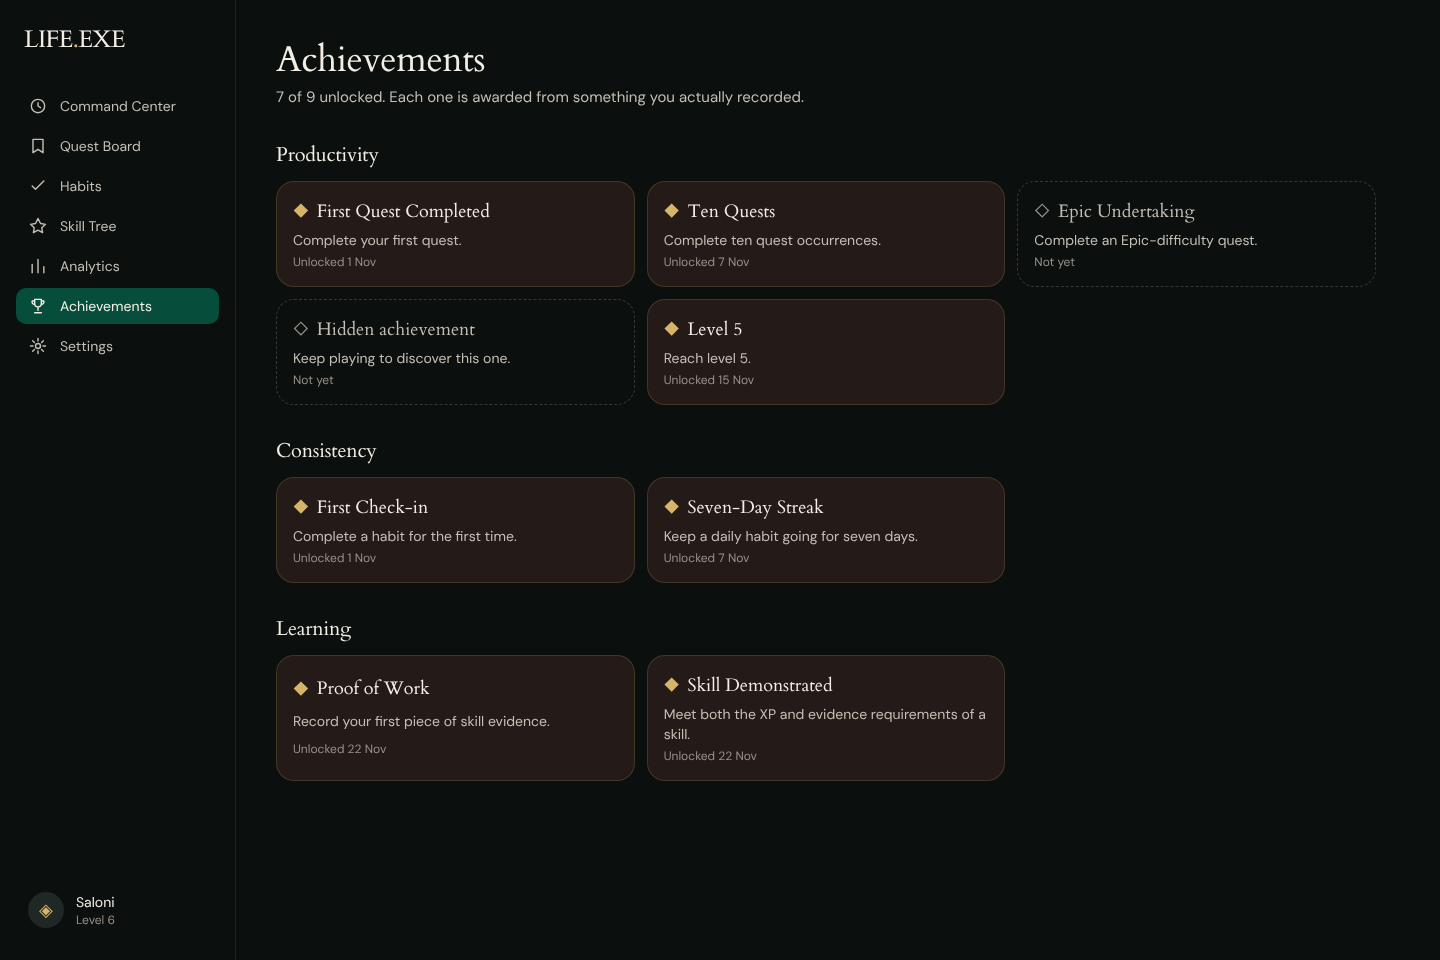 LIFE.EXE
Command Center
Quest Board
Habits
Skill Tree
Analytics
Achievements
Settings
Saloni
Level 6
Achievements
7 of 9 unlocked. Each one is awarded from something you actually recorded.
Productivity
First Quest Completed
Complete your first quest.
Unlocked 1 Nov
Ten Quests
Complete ten quest occurrences.
Unlocked 7 Nov
Epic Undertaking
Complete an Epic-difficulty quest.
Not yet
Hidden achievement
Keep playing to discover this one.
Not yet
Level 5
Reach level 5.
Unlocked 15 Nov
Consistency
First Check-in
Complete a habit for the first time.
Unlocked 1 Nov
Seven-Day Streak
Keep a daily habit going for seven days.
Unlocked 7 Nov
Learning
Proof of Work
Record your first piece of skill evidence.
Unlocked 22 Nov
Skill Demonstrated
Meet both the XP and evidence requirements of a
skill.
Unlocked 22 Nov